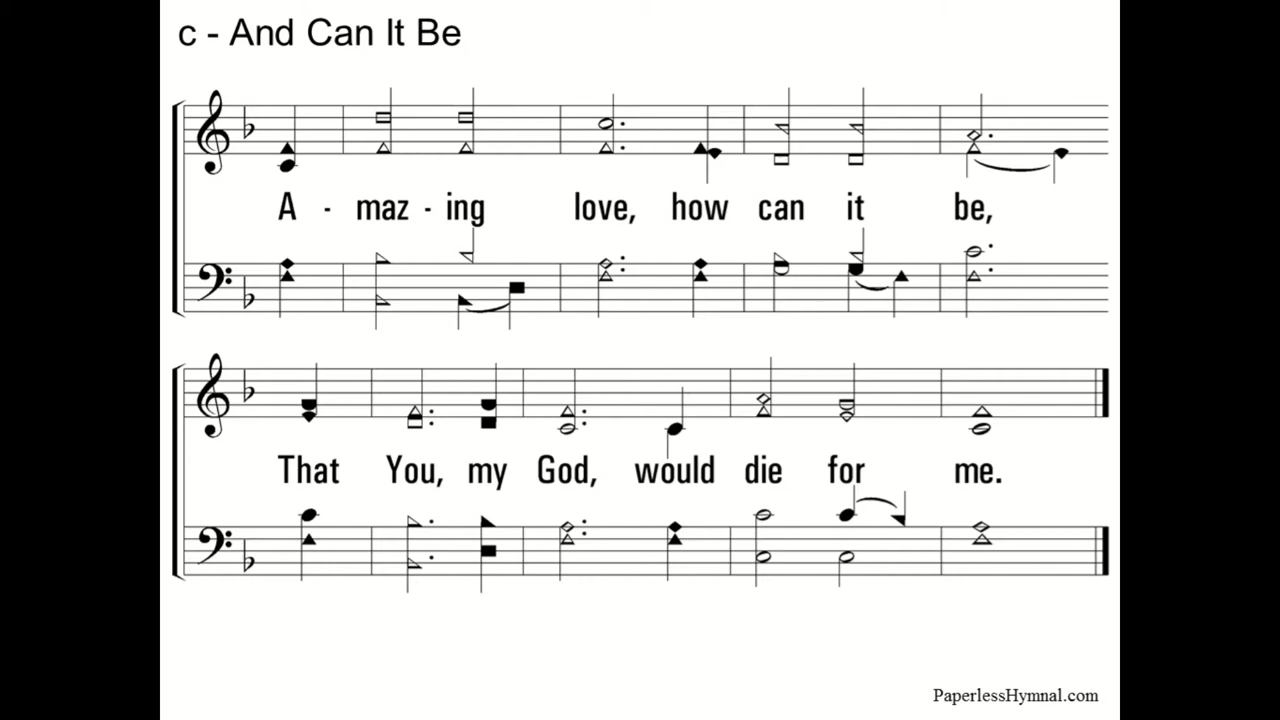 c - And Can It Be
A - maz - ing love, how can it be,
That You, my God, would die for me.
PaperlessHymnal.com